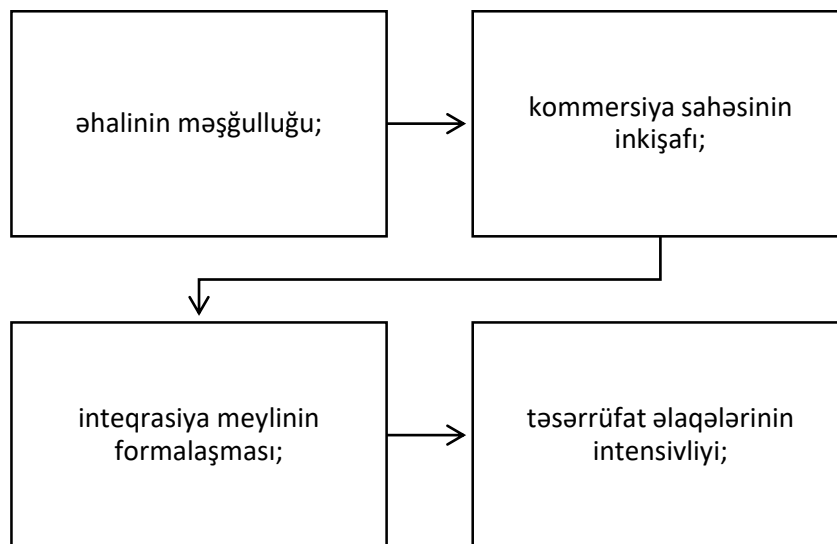 əhalinin məşğulluğu;
kommersiya sahəsinin
inkişafı;
inteqrasiya meylinin
formalaşması;
təsərrüfat əlaqələrinin
intensivliyi;